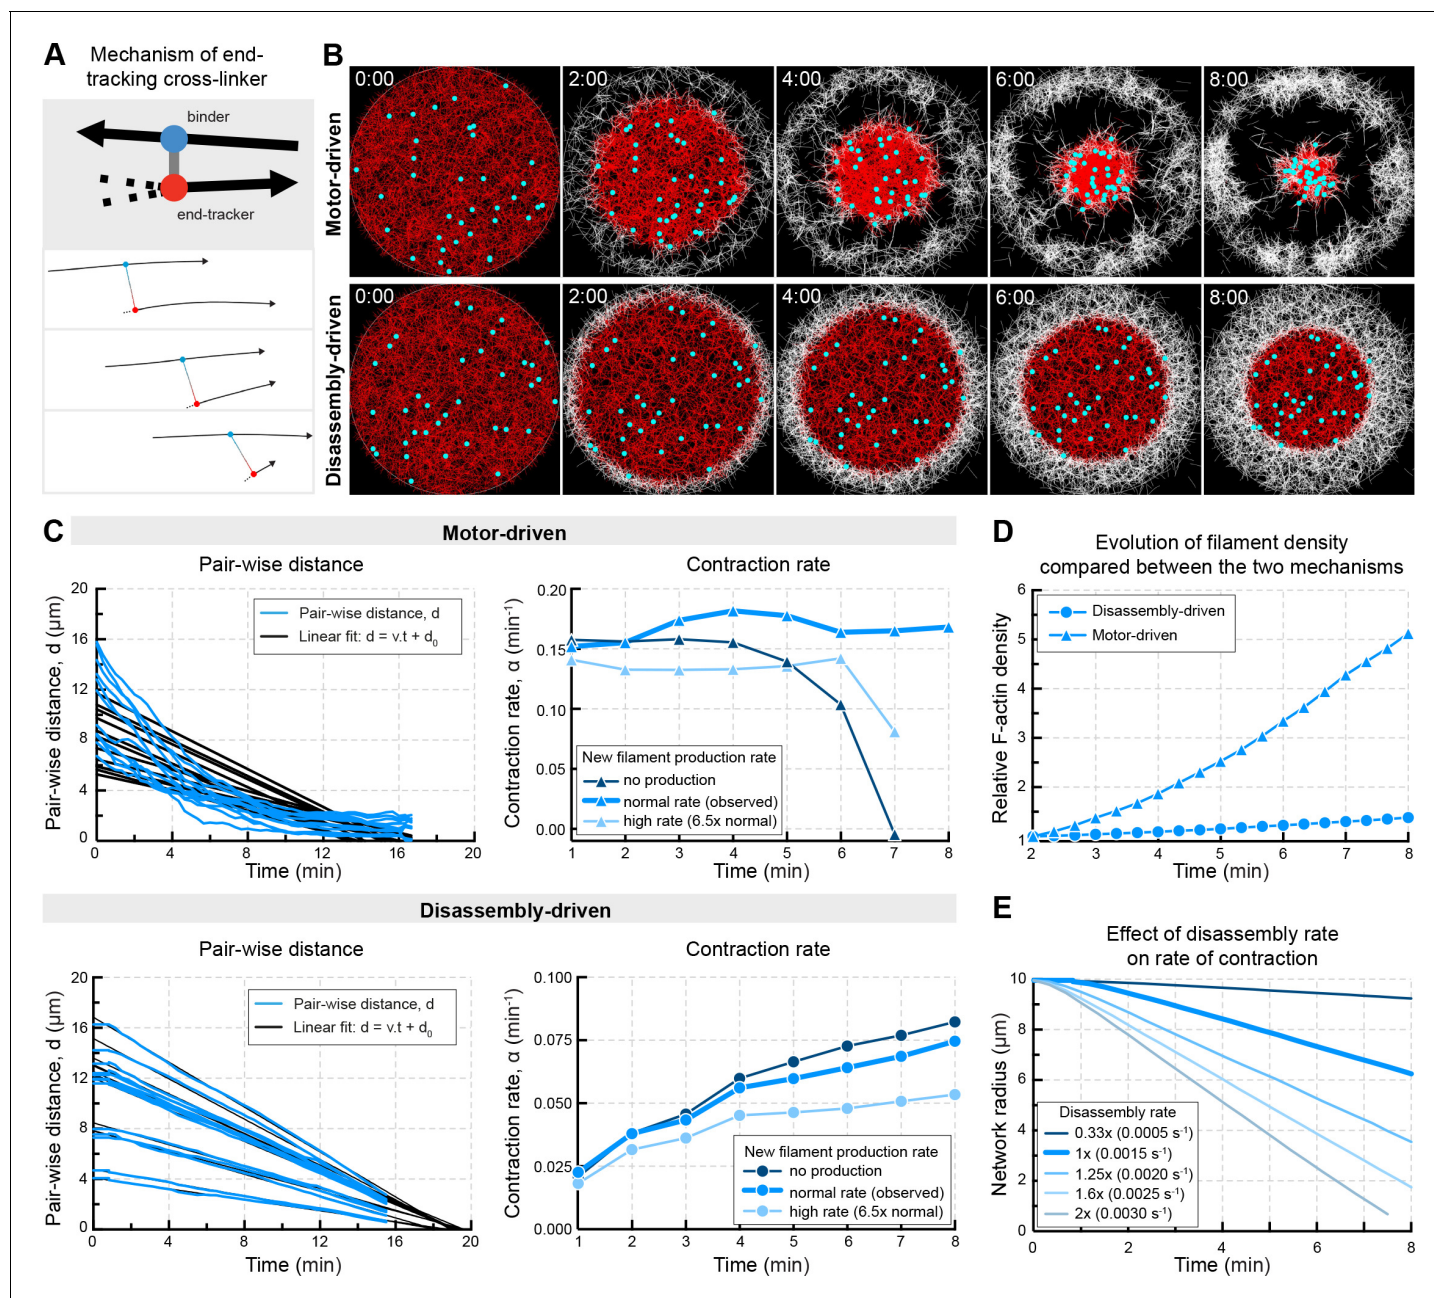 A
Mechanism of end-
tracking cross-linker
binder
end-tracker
B
Motor-driven
0:00
2:00
4:00
6:00
8:00
Disassembly-driven
0:00
2:00
4:00
6:00
8:00
C
Motor-driven
Pair-wise distance
Pair-wise distance, d (μm)
20
16
12
8
4
0
0
4
8
12
16
20
Time (min)
Pair-wise distance, d
Linear fit: d = v.t + d₀
Contraction rate
Contraction rate, α (min⁻¹)
0.20
0.15
0.10
0.05
0.00
1
2
3
4
5
6
7
8
Time (min)
New filament production rate
no production
normal rate (observed)
high rate (6.5x normal)
D
Evolution of filament density
compared between the two mechanisms
Relative F-actin density
6
5
4
3
2
1
2
3
4
5
6
7
8
Time (min)
Disassembly-driven
Motor-driven
Disassembly-driven
Pair-wise distance
Pair-wise distance, d (μm)
20
16
12
8
4
0
0
4
8
12
16
20
Time (min)
Pair-wise distance, d
Linear fit: d = v.t + d₀
Contraction rate
Contraction rate, α (min⁻¹)
0.100
0.075
0.050
0.025
0.000
1
2
3
4
5
6
7
8
Time (min)
New filament production rate
no production
normal rate (observed)
high rate (6.5x normal)
E
Effect of disassembly rate
on rate of contraction
Network radius (μm)
10
8
6
4
2
0
0
2
4
6
8
Time (min)
Disassembly rate
0.33x (0.0005 s⁻¹)
1x (0.0015 s⁻¹)
1.25x (0.0020 s⁻¹)
1.6x (0.0025 s⁻¹)
2x (0.0030 s⁻¹)